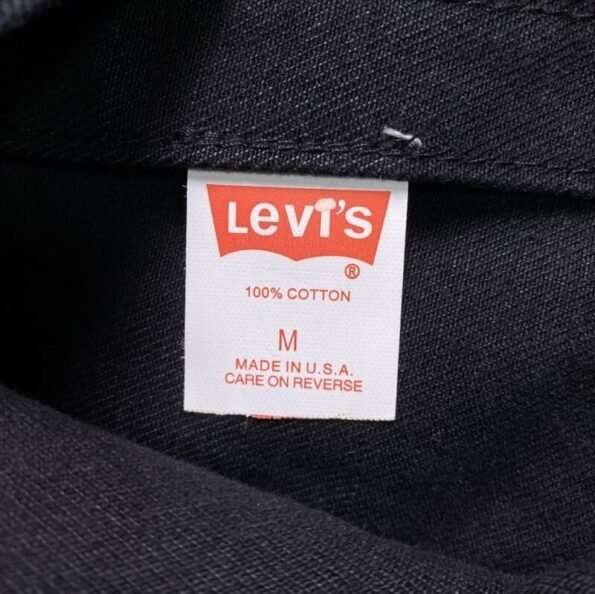 Levi's
®
100% COTTON
M
MADE IN U.S.A.
CARE ON REVERSE